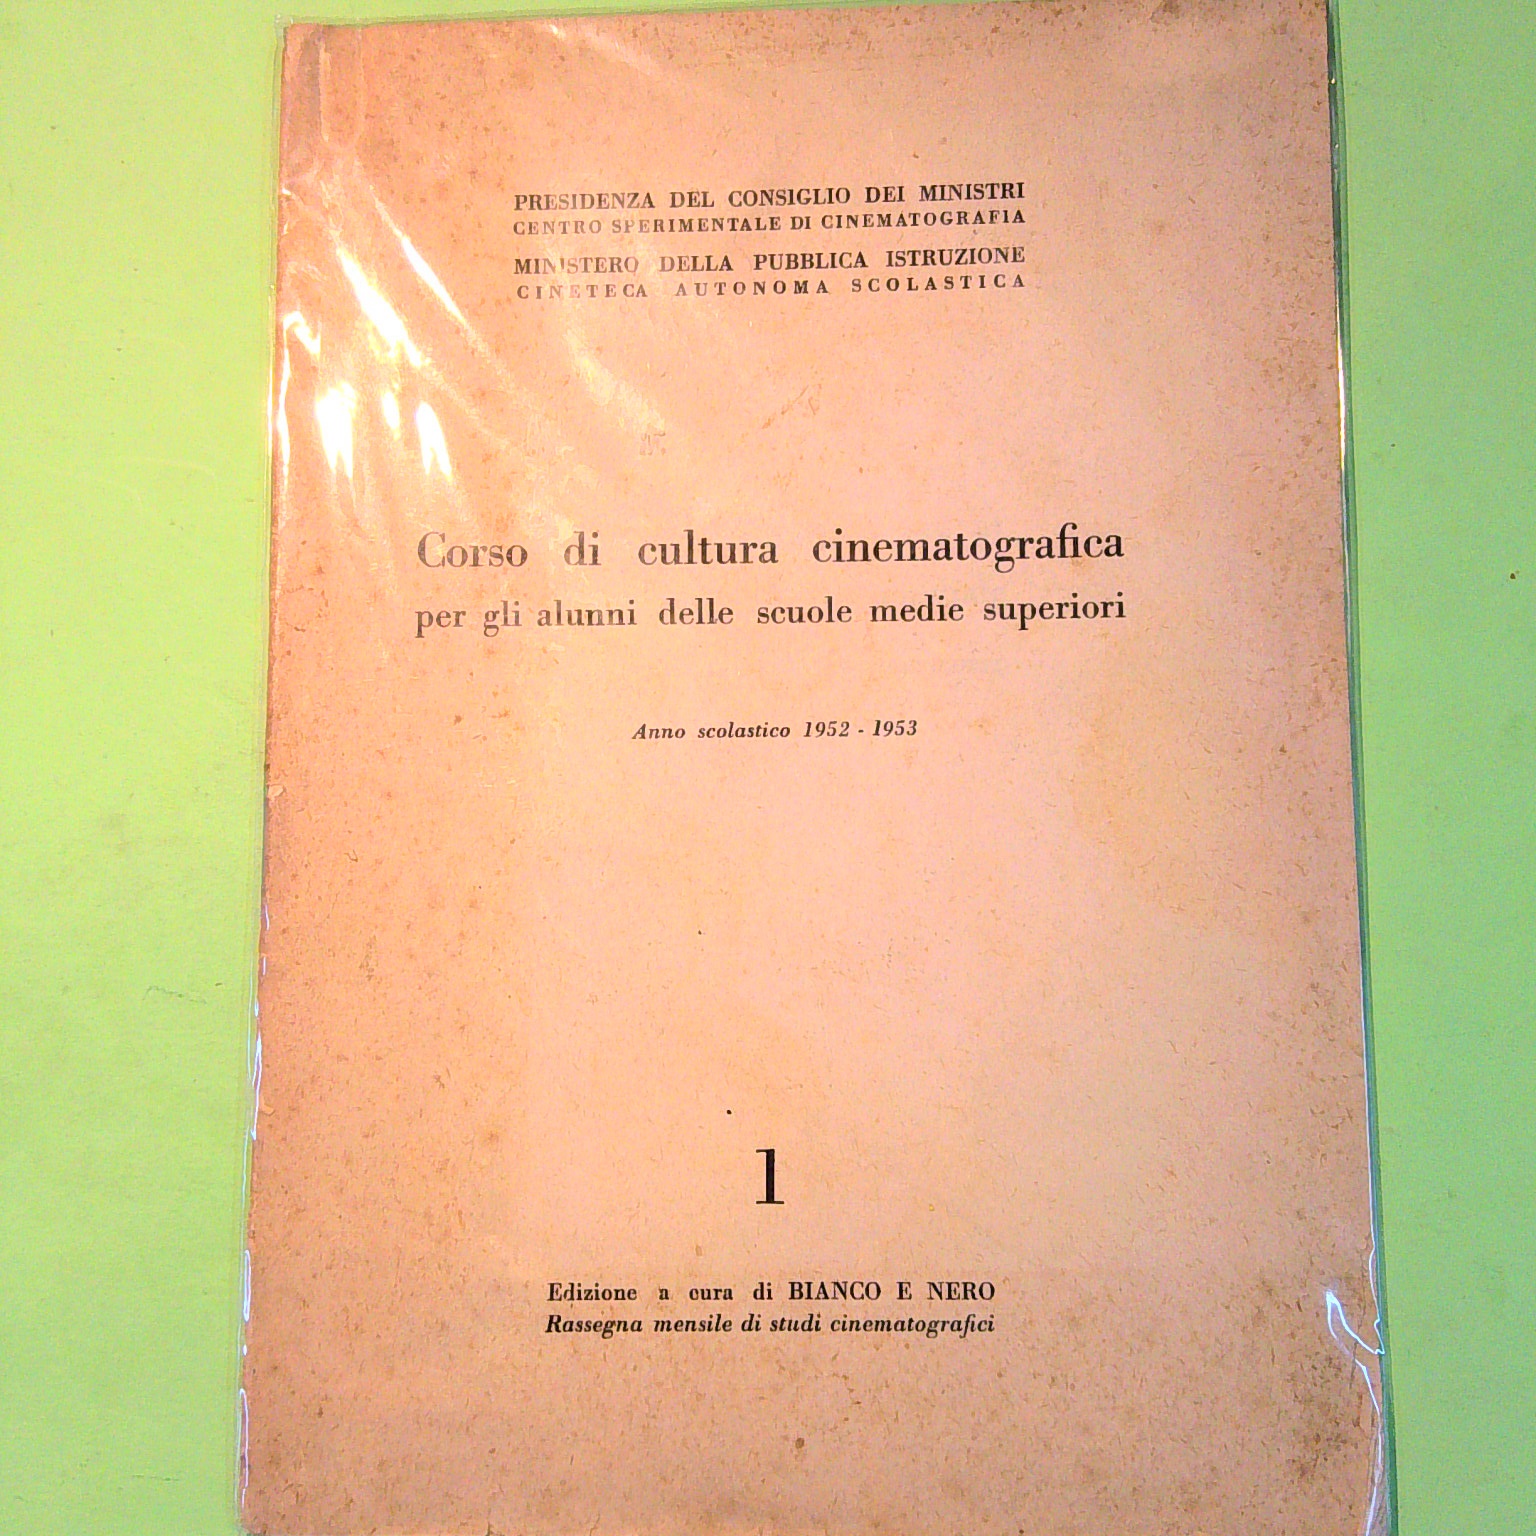 PRESIDENZA DEL CONSIGLIO DEI MINISTRI
CENTRO SPERIMENTALE DI CINEMATOGRAFIA
MINISTERO DELLA PUBBLICA ISTRUZIONE
CINETECA AUTONOMA SCOLASTICA
Corso di cultura cinematografica
per gli alunni delle scuole medie superiori
Anno scolastico 1952 - 1953
1
Edizione a cura di BIANCO E NERO
Rassegna mensile di studi cinematografici